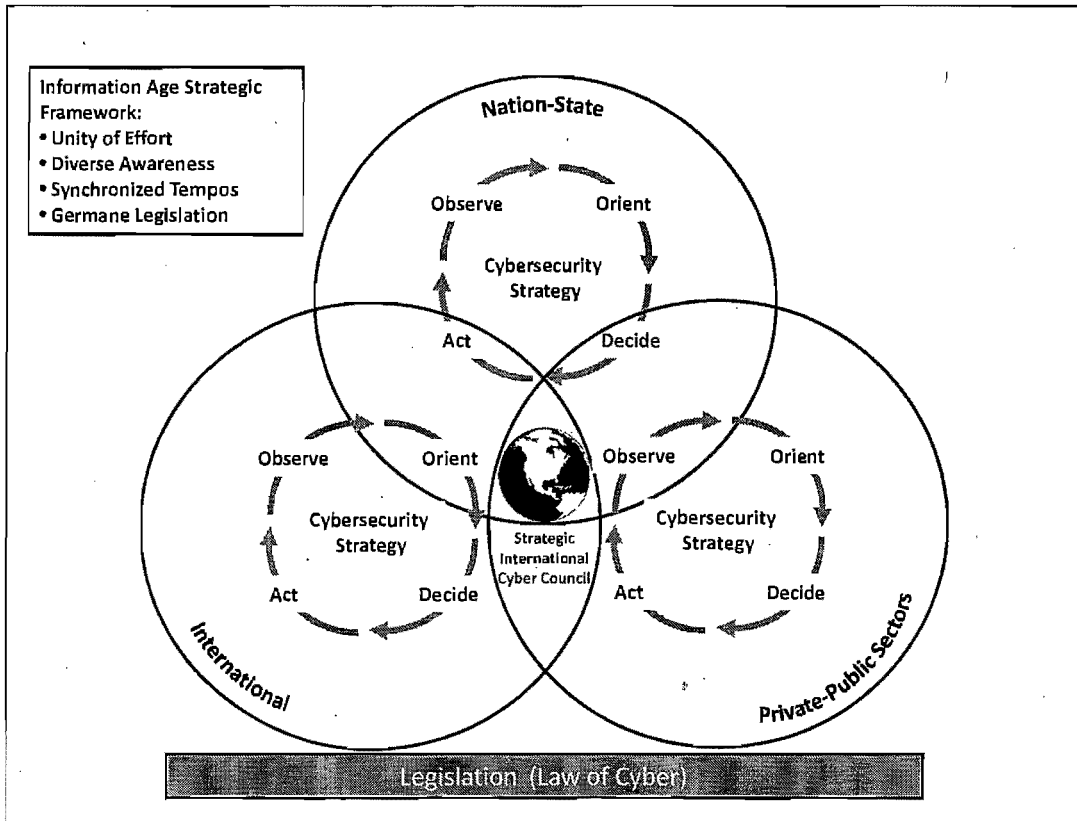 Information Age Strategic
Framework:
• Unity of Effort
• Diverse Awareness
• Synchronized Tempos
• Germane Legislation
Nation-State
Observe
Orient
Cybersecurity
Strategy
Act
Decide
Observe
Orient
Cybersecurity
Strategy
Act
Decide
International
Strategic
International
Cyber Council
Observe
Orient
Cybersecurity
Strategy
Act
Decide
Private-Public Sectors
Legislation (Law of Cyber)